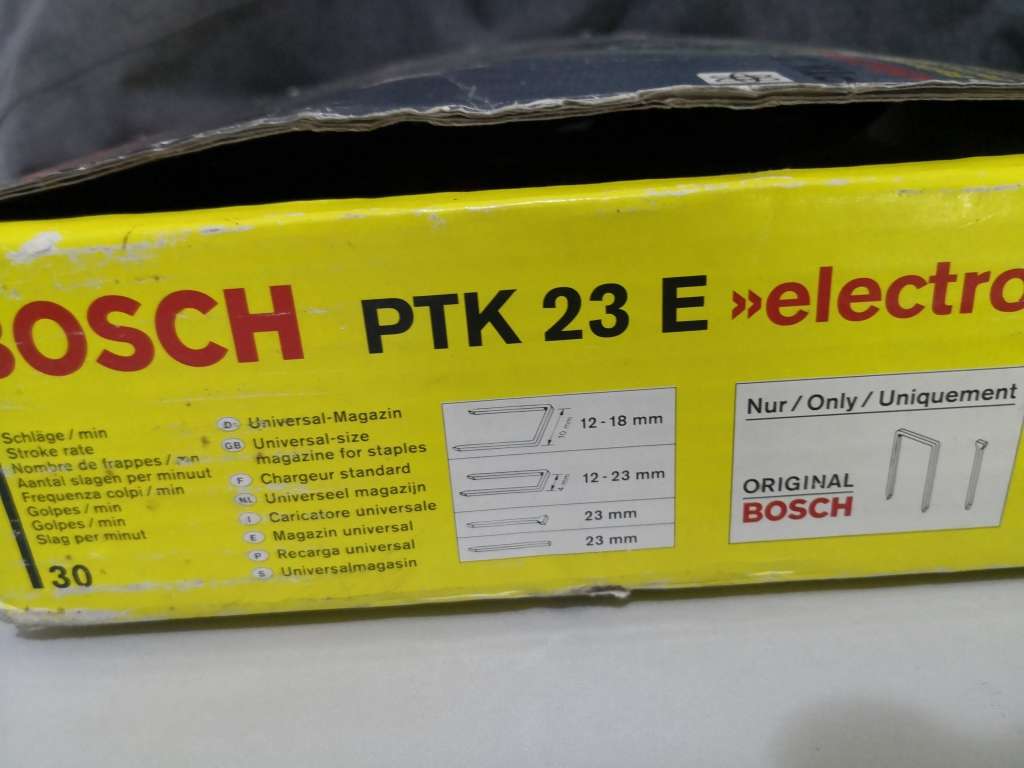 BOSCH PTK 23 E »electro
Schläge / min
Stroke rate
Nombre de frappes / mn
Aantal slagen per minuut
Frequenza colpi / min
Golpes / min
Golpes / min
Slag per minut
30
D Universal-Magazin
GB Universal-size
magazine for staples
F Chargeur standard
NL Universeel magazijn
I Caricatore universale
E Magazin universal
P Recarga universal
S Universalmagasin
10 mm 12 - 18 mm
4 mm 12 - 23 mm
23 mm
23 mm
Nur / Only / Uniquement
ORIGINAL
BOSCH